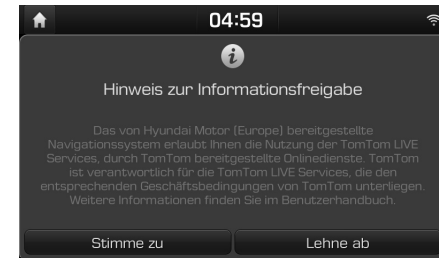 04:59
Hinweis zur Informationsfreigabe
Das von Hyundai Motor (Europe) bereitgestellte
Navigationssystem erlaubt Ihnen die Nutzung der TomTom LIVE
Services, durch TomTom bereitgestellte Onlinedienste. TomTom
ist verantwortlich für die TomTom LIVE Services, die den
entsprechenden Geschäftsbedingungen von TomTom unterliegen.
Weitere Informationen finden Sie im Benutzerhandbuch.
Stimme zu
Lehne ab